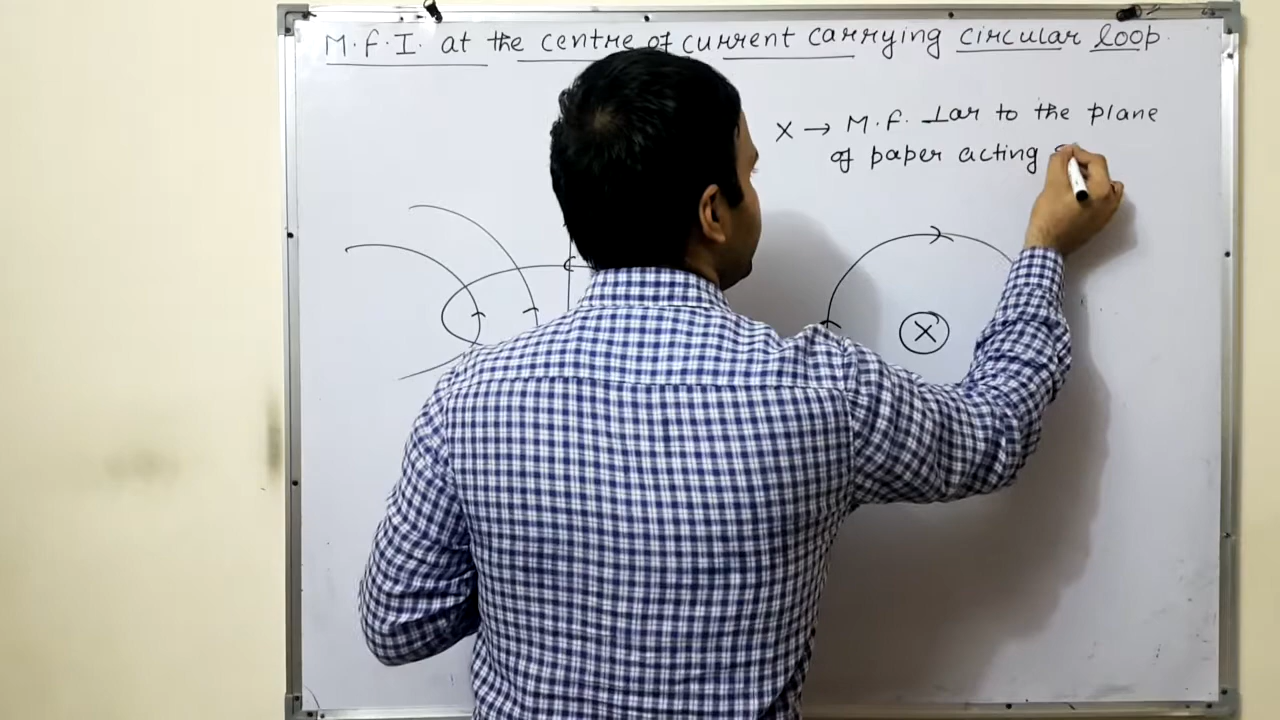 M.F.I. at the centre of current carrying circular loop.
X → M.F. ⊥ar to the plane
of paper acting
X